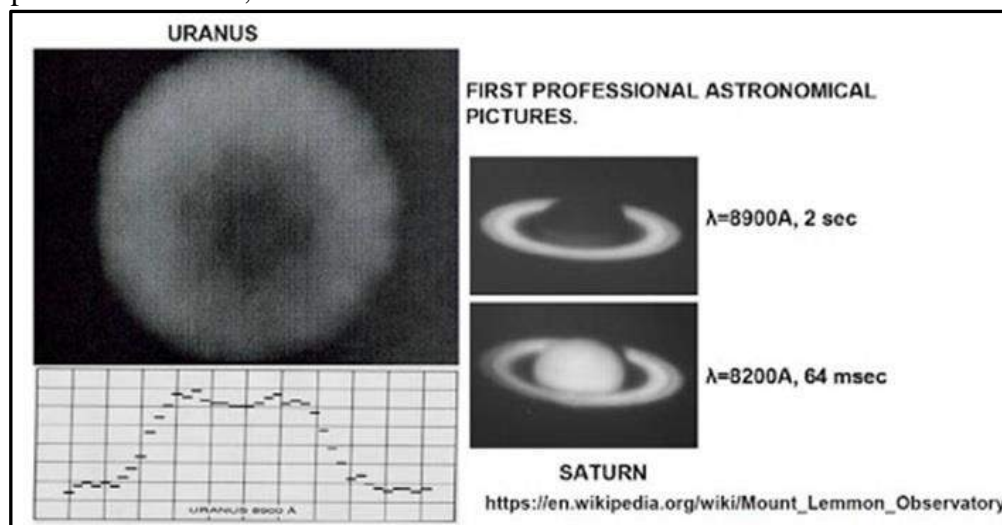 URANUS
FIRST PROFESSIONAL ASTRONOMICAL
PICTURES.
λ=8900A, 2 sec
λ=8200A, 64 msec
URANUS 8900 Å
SATURN
https://en.wikipedia.org/wiki/Mount_Lemmon_Observatory